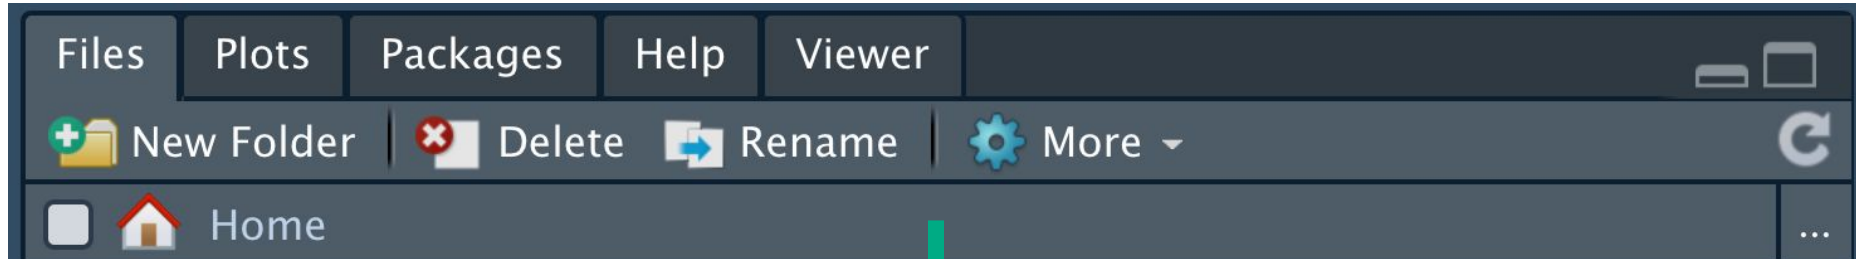 Files Plots Packages Help Viewer
New Folder Delete Rename More
Home ...